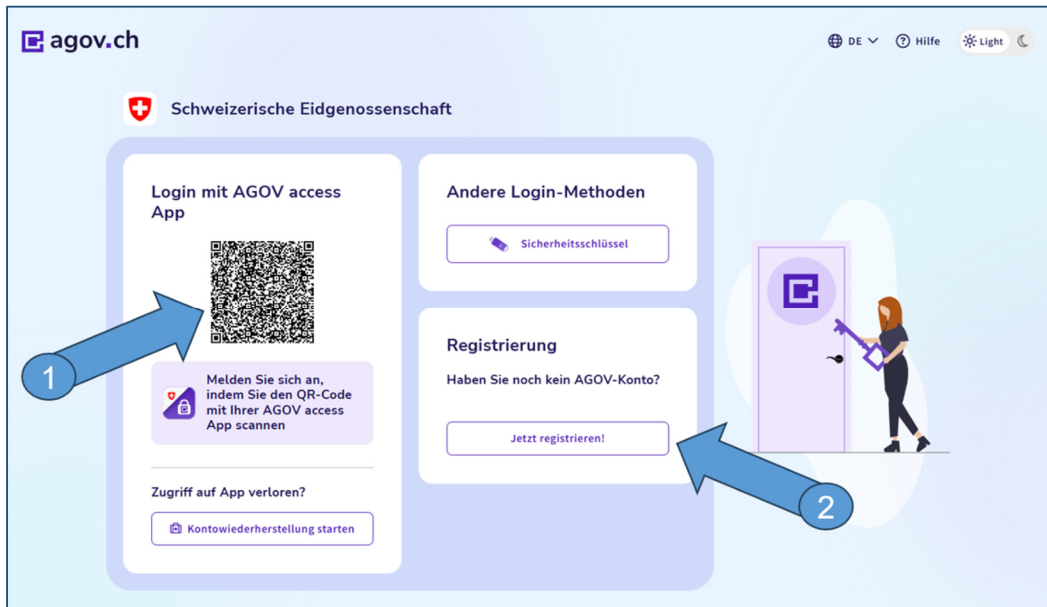 agov.ch
DE
Hilfe
Light
Schweizerische Eidgenossenschaft
Login mit AGOV access
App
1
Melden Sie sich an,
indem Sie den QR-Code
mit Ihrer AGOV access
App scannen
Zugriff auf App verloren?
Kontowiederherstellung starten
Andere Login-Methoden
Sicherheitsschlüssel
Registrierung
Haben Sie noch kein AGOV-Konto?
Jetzt registrieren!
2